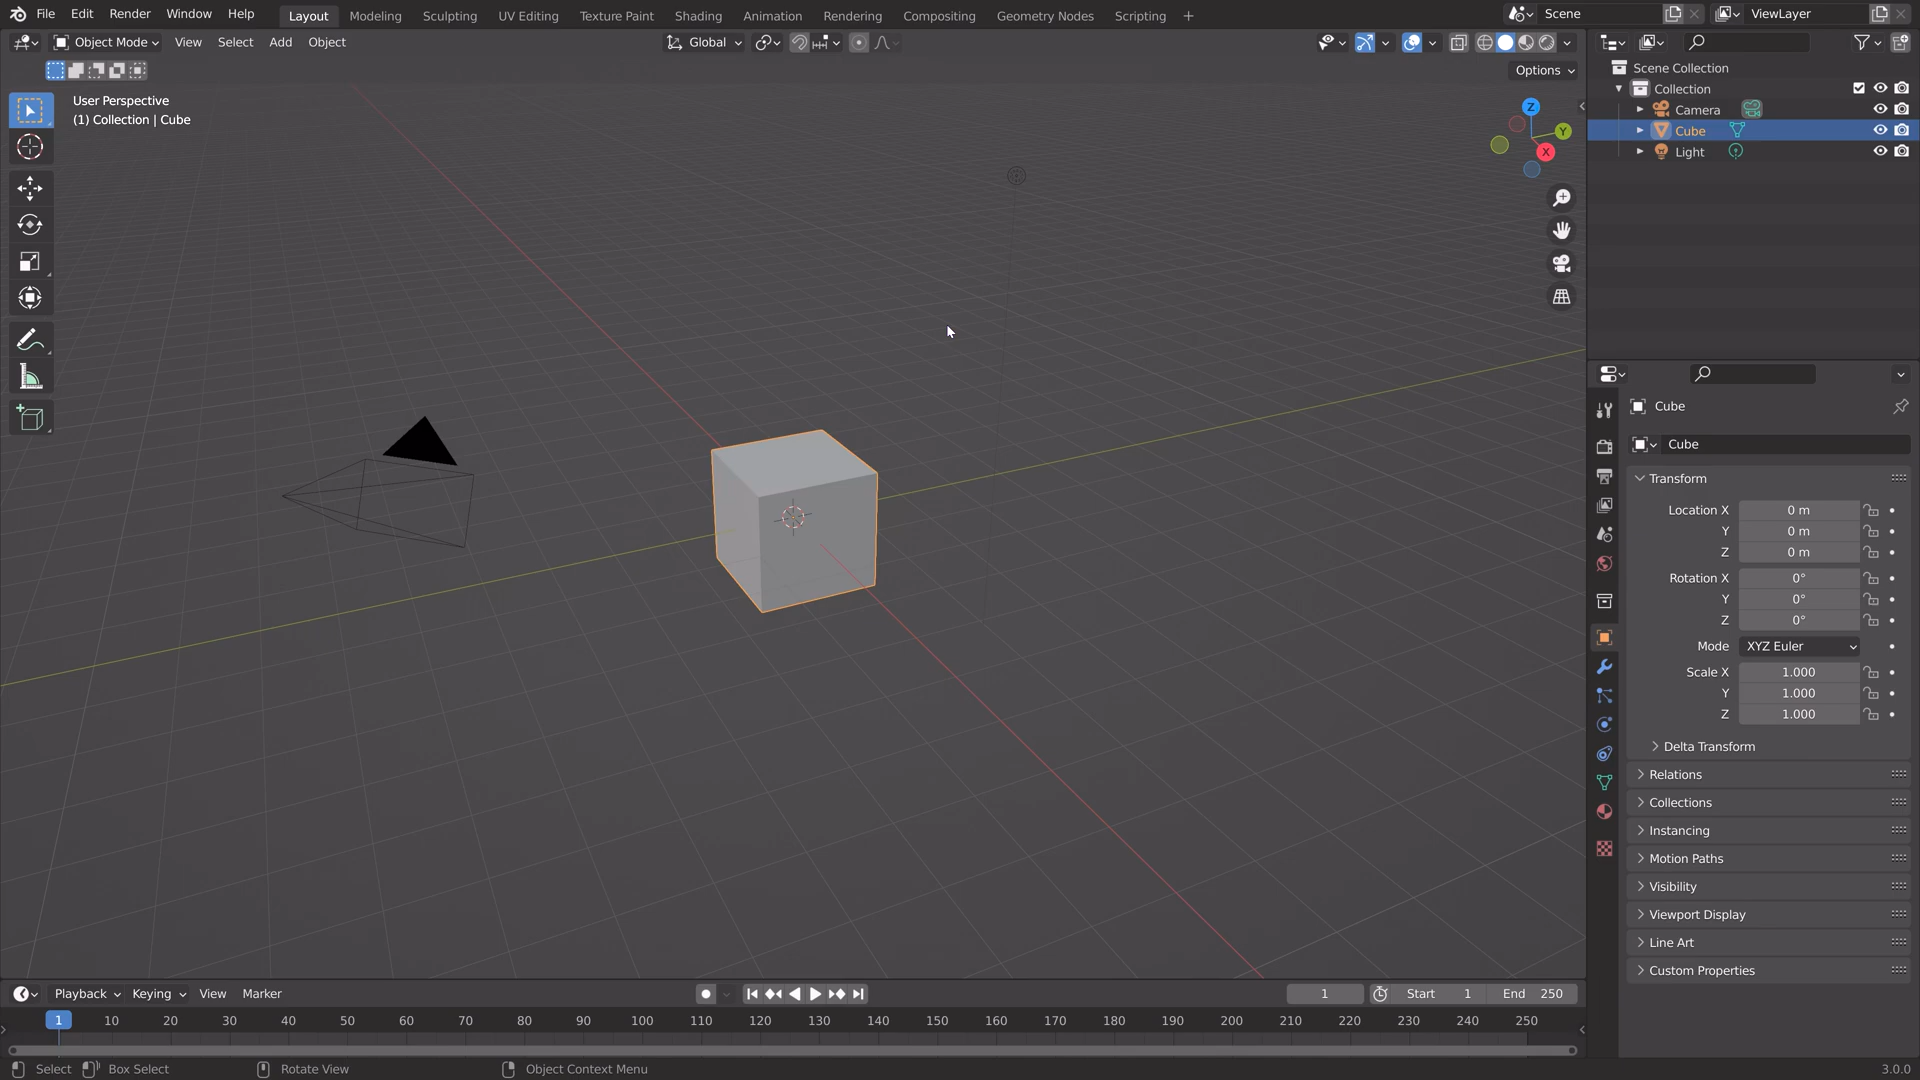 File Edit Render Window Help Layout Modeling Sculpting UV Editing Texture Paint Shading Animation Rendering Compositing Geometry Nodes Scripting + Scene ViewLayer
Object Mode View Select Add Object Global
Options
User Perspective
(1) Collection | Cube
Z
Y
X
Scene Collection
Collection
Camera
Cube
Light
Cube
Cube
Transform
Location X 0 m
Y 0 m
Z 0 m
Rotation X 0°
Y 0°
Z 0°
Mode XYZ Euler
Scale X 1.000
Y 1.000
Z 1.000
Delta Transform
Relations
Collections
Instancing
Motion Paths
Visibility
Viewport Display
Line Art
Custom Properties
Playback Keying View Marker 1 Start 1 End 250
1 10 20 30 40 50 60 70 80 90 100 110 120 130 140 150 160 170 180 190 200 210 220 230 240 250
Select Box Select Rotate View Object Context Menu 3.0.0